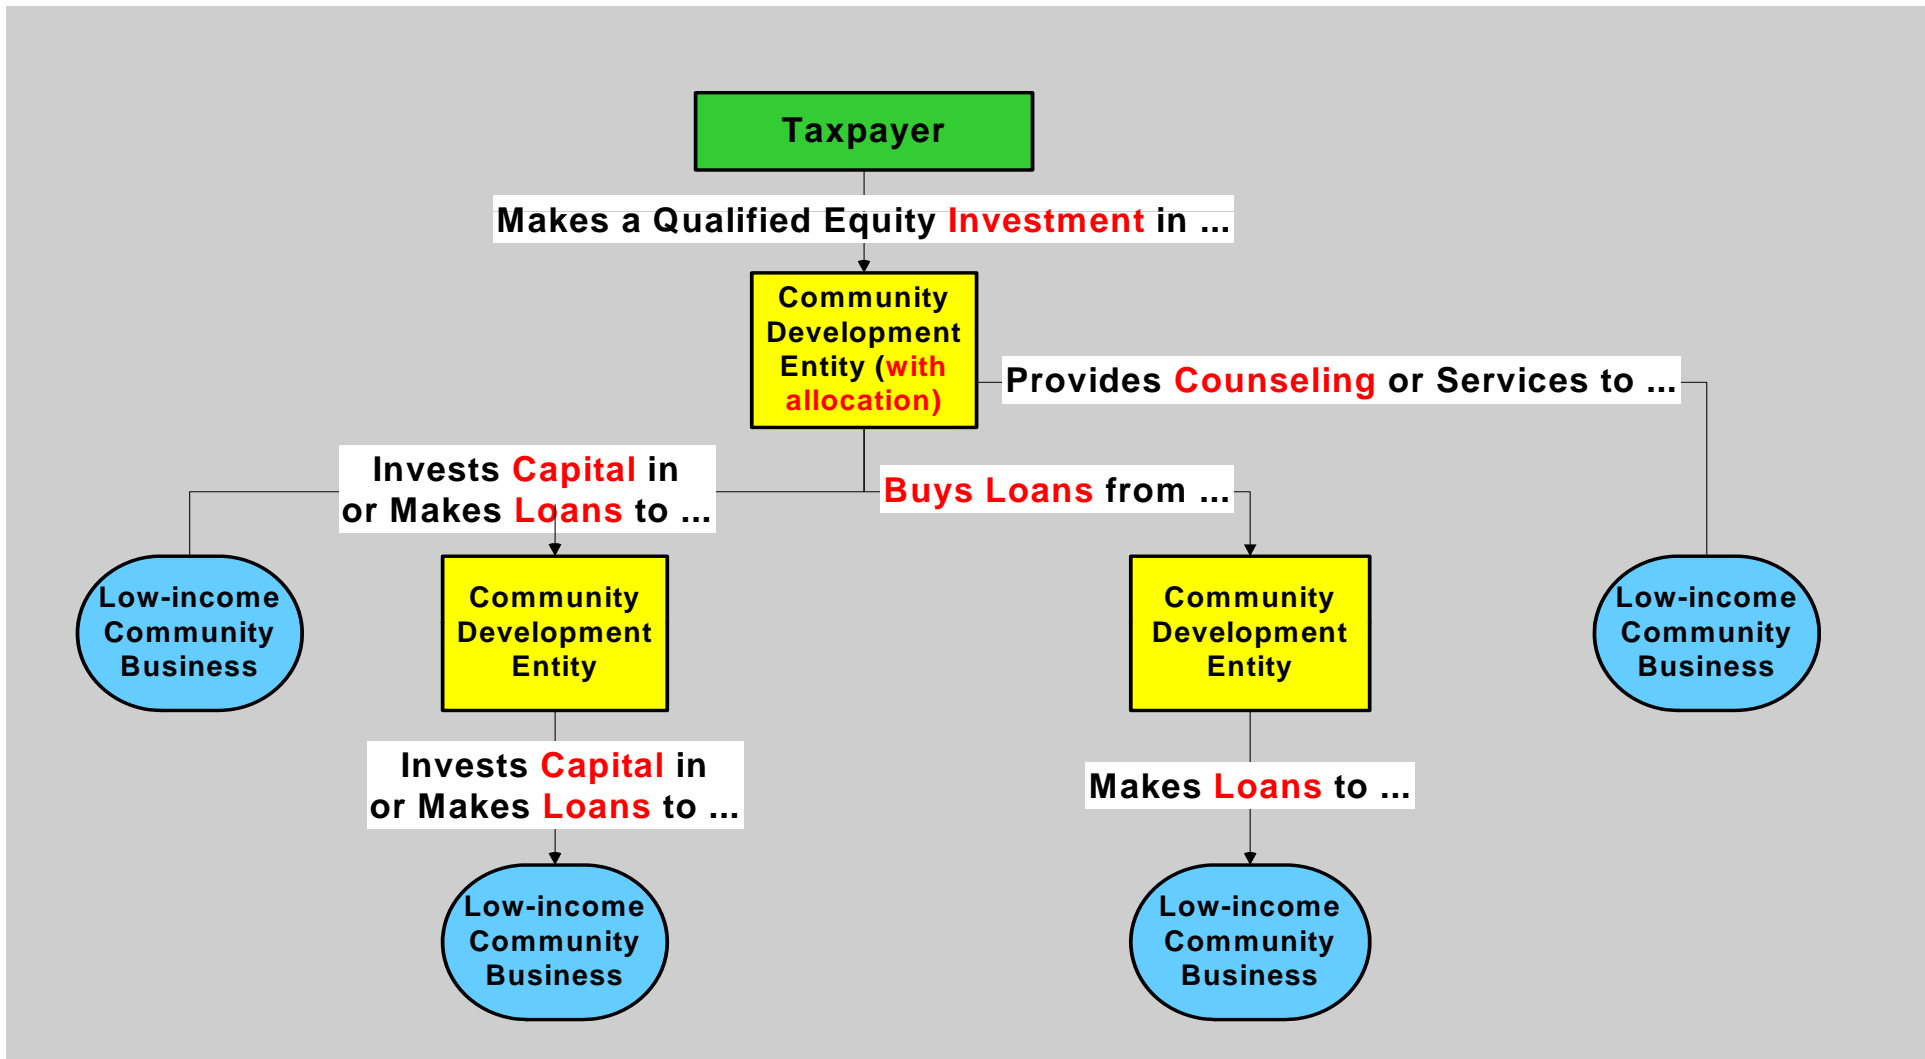 Taxpayer
Makes a Qualified Equity Investment in ...
Community
Development
Entity (with
allocation)
Provides Counseling or Services to ...
Invests Capital in
or Makes Loans to ...
Buys Loans from ...
Low-income
Community
Business
Community
Development
Entity
Community
Development
Entity
Low-income
Community
Business
Invests Capital in
or Makes Loans to ...
Makes Loans to ...
Low-income
Community
Business
Low-income
Community
Business